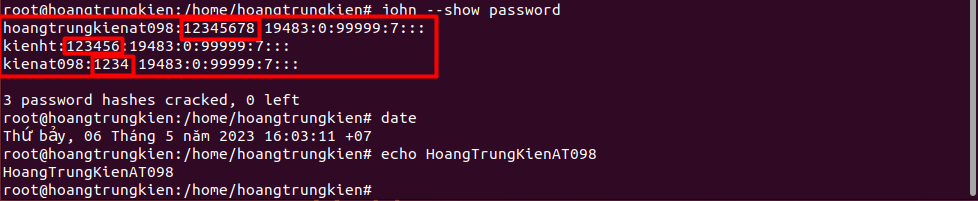 root@hoangtrungkien:/home/hoangtrungkien# john --show password
hoangtrungkienat098:12345678:19483:0:99999:7:::
kienht:123456:19483:0:99999:7:::
kienat098:1234:19483:0:99999:7:::
3 password hashes cracked, 0 left
root@hoangtrungkien:/home/hoangtrungkien# date
Thứ bảy, 06 Tháng 5 năm 2023 16:03:11 +07
root@hoangtrungkien:/home/hoangtrungkien# echo HoangTrungKienAT098
HoangTrungKienAT098
root@hoangtrungkien:/home/hoangtrungkien#